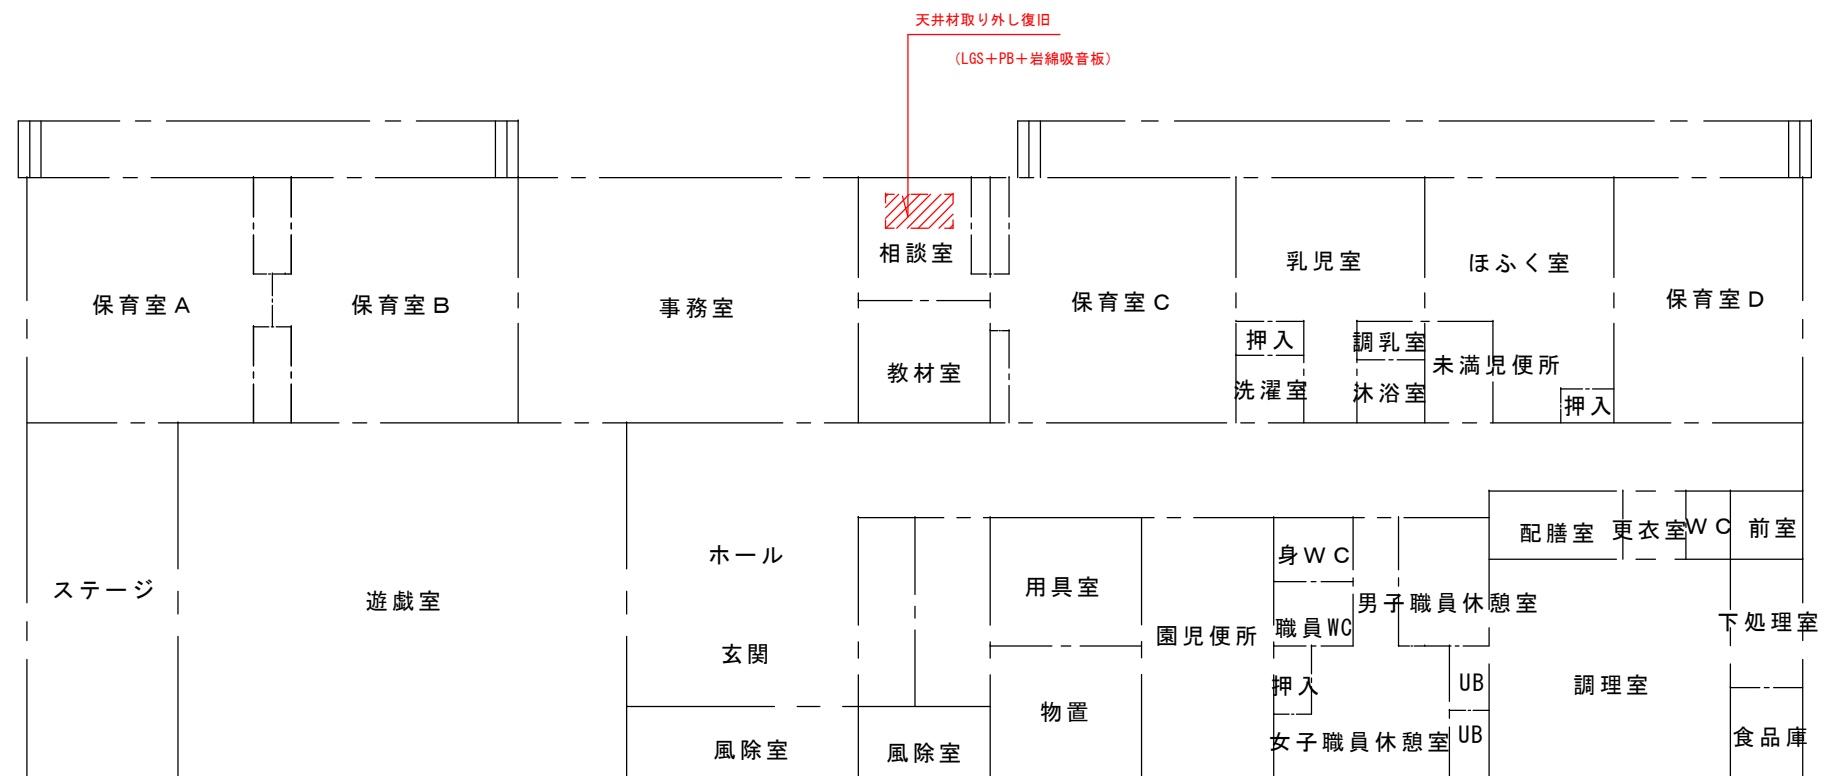 天井材取り外し復旧
(LGS＋PB＋岩綿吸音板)
相談室
乳児室
ほふく室
保育室A
保育室B
事務室
保育室C
保育室D
押入
調乳室
未満児便所
教材室
洗濯室
沐浴室
押入
配膳室
更衣室
WC
前室
ホール
身WC
ステージ
遊戯室
用具室
男子職員休憩室
園児便所
職員WC
下処理室
玄関
押入
UB
調理室
物置
風除室
風除室
女子職員休憩室
UB
食品庫